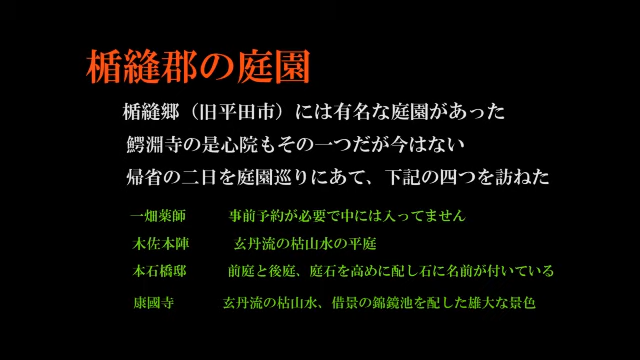 楯縫郡の庭園
楯縫郷（旧平田市）には有名な庭園があった
鰐淵寺の是心院もその一つだが今はない
帰省の二日を庭園巡りにあて、下記の四つを訪ねた
一畑薬師 事前予約が必要で中には入ってません
木佐本陣 玄丹流の枯山水の平庭
本石橋邸 前庭と後庭、庭石を高めに配し石に名前が付いている
康國寺 玄丹流の枯山水、借景の錦鏡池を配した雄大な景色